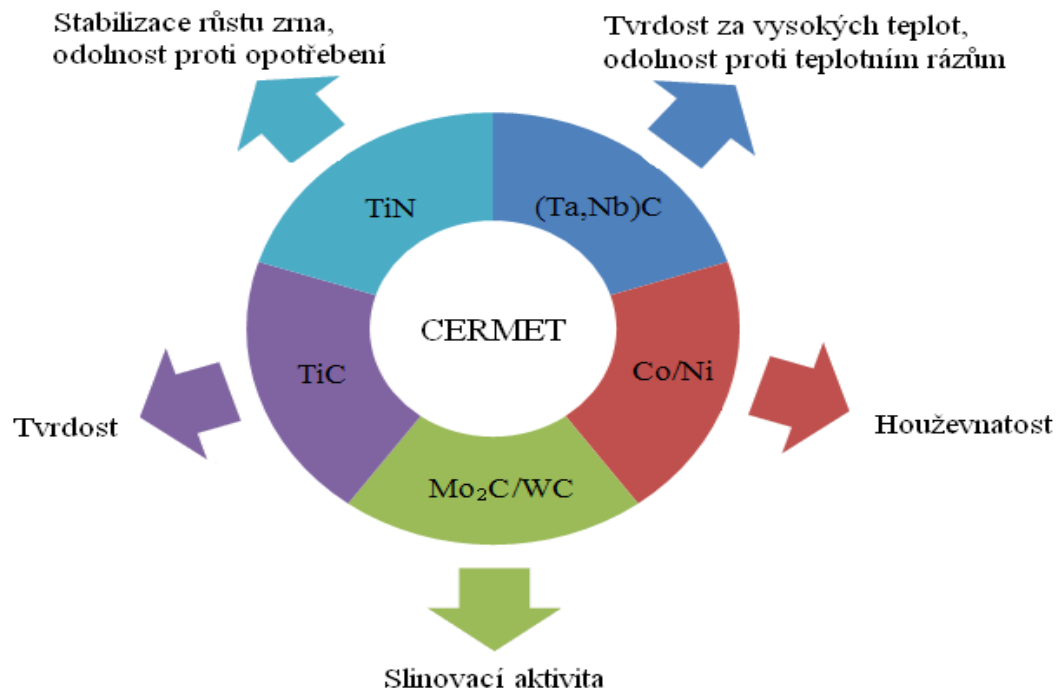 Stabilizace růstu zrna,
odolnost proti opotřebení
Tvrdost za vysokých teplot,
odolnost proti teplotním rázům
TiN
(Ta,Nb)C
CERMET
TiC
Co/Ni
Tvrdost
Houževnatost
Mo₂C/WC
Slinovací aktivita